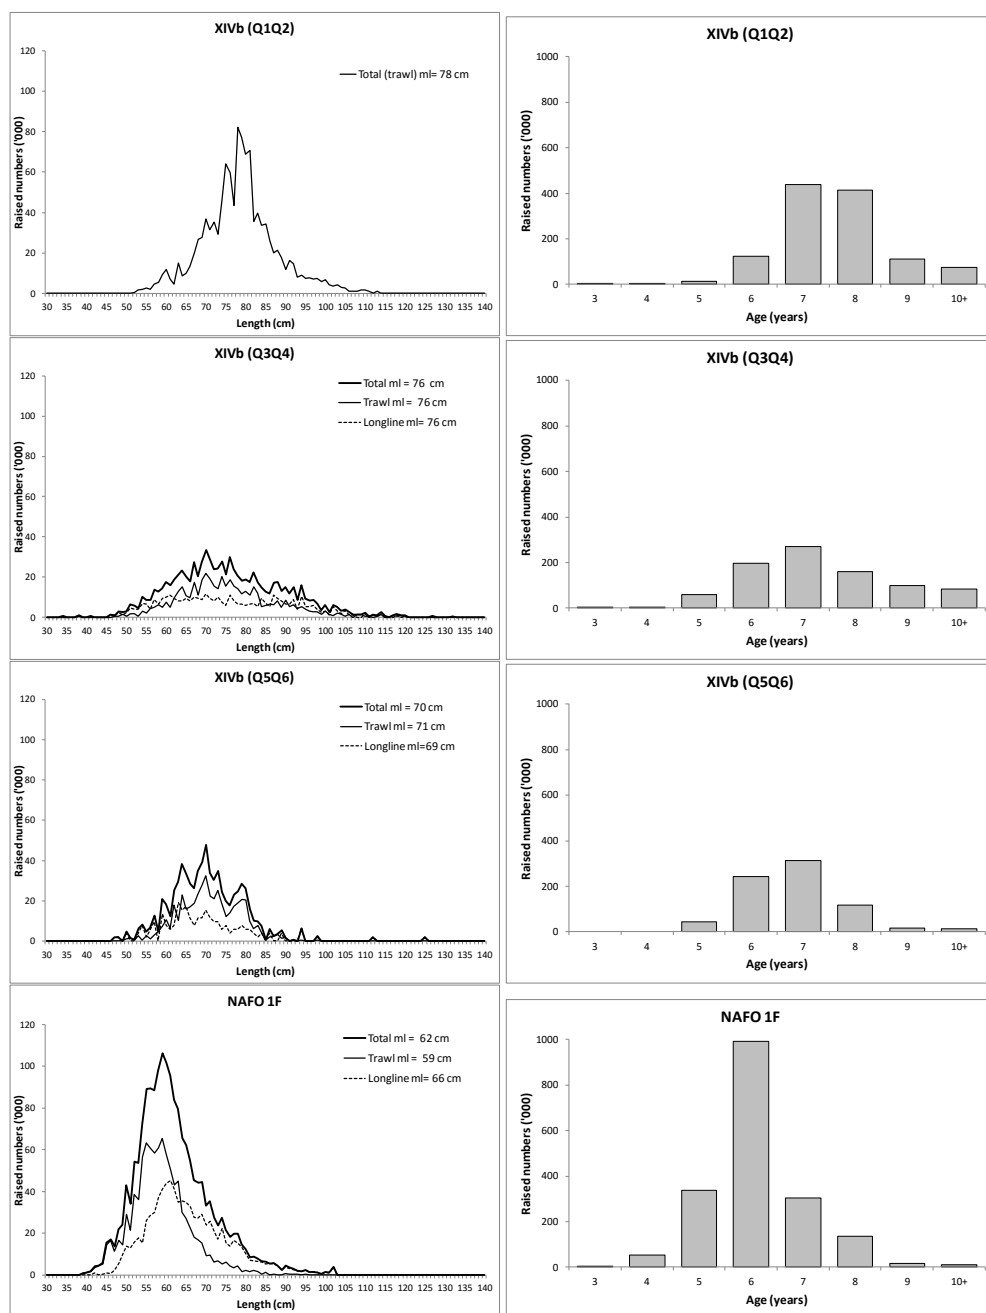 XIVb (Q1Q2)
120
100
80
60
40
20
0
Raised numbers ('000)
Total (trawl) ml= 78 cm
30 35 40 45 50 55 60 65 70 75 80 85 90 95 100 105 110 115 120 125 130 135 140
Length (cm)
XIVb (Q1Q2)
1000
800
600
400
200
0
Raised numbers ('000)
3 4 5 6 7 8 9 10+
Age (years)
XIVb (Q3Q4)
120
100
80
60
40
20
0
Raised numbers ('000)
Total ml = 76 cm
Trawl ml = 76 cm
Longline ml= 76 cm
30 35 40 45 50 55 60 65 70 75 80 85 90 95 100 105 110 115 120 125 130 135 140
Length (cm)
XIVb (Q3Q4)
1000
800
600
400
200
0
Raised numbers ('000)
3 4 5 6 7 8 9 10+
Age (years)
XIVb (Q5Q6)
120
100
80
60
40
20
0
Raised numbers ('000)
Total ml = 70 cm
Trawl ml = 71 cm
Longline ml=69 cm
30 35 40 45 50 55 60 65 70 75 80 85 90 95 100 105 110 115 120 125 130 135 140
Length (cm)
XIVb (Q5Q6)
1000
800
600
400
200
0
Raised numbers ('000)
3 4 5 6 7 8 9 10+
Age (years)
NAFO 1F
120
100
80
60
40
20
0
Raised numbers ('000)
Total ml = 62 cm
Trawl ml = 59 cm
Longline ml= 66 cm
30 35 40 45 50 55 60 65 70 75 80 85 90 95 100 105 110 115 120 125 130 135 140
Length (cm)
NAFO 1F
1000
800
600
400
200
0
Raised numbers ('000)
3 4 5 6 7 8 9 10+
Age (years)